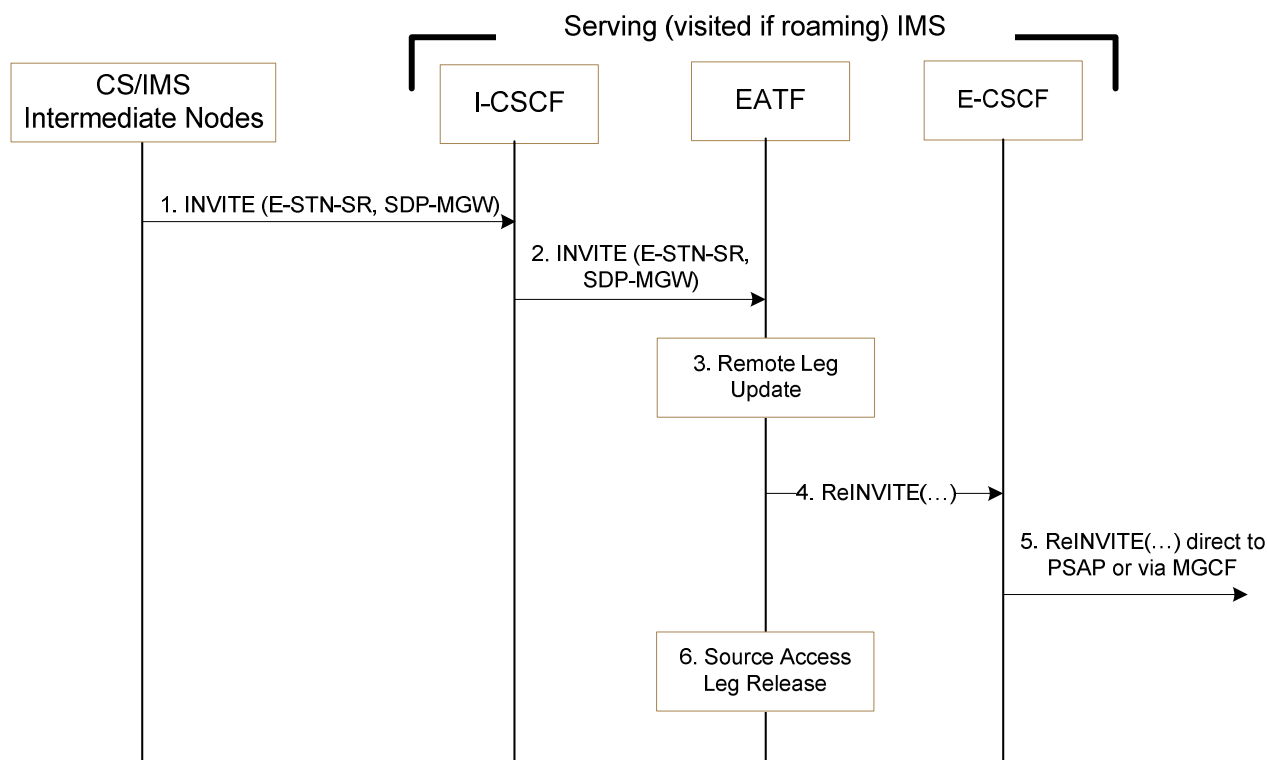 Serving (visited if roaming) IMS
CS/IMS
Intermediate Nodes
I-CSCF
EATF
E-CSCF
1. INVITE (E-STN-SR, SDP-MGW)
2. INVITE (E-STN-SR,
SDP-MGW)
3. Remote Leg
Update
4. ReINVITE(…)
5. ReINVITE(…) direct to
PSAP or via MGCF
6. Source Access
Leg Release